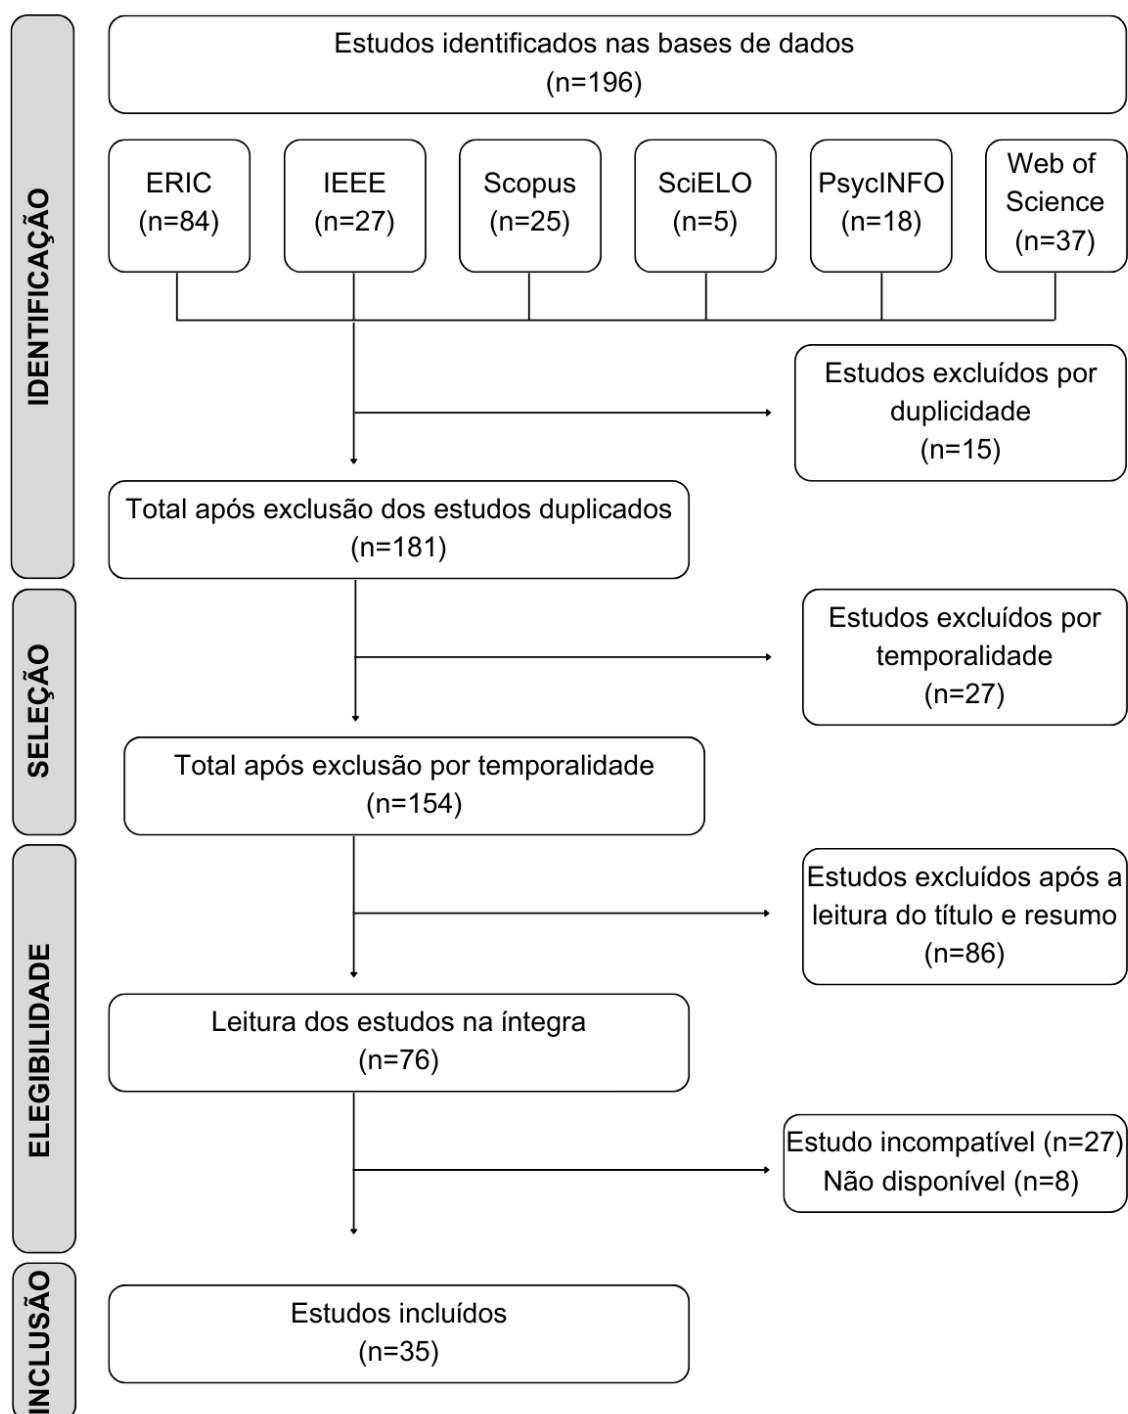 IDENTIFICAÇÃO
Estudos identificados nas bases de dados
(n=196)
ERIC
(n=84)
IEEE
(n=27)
Scopus
(n=25)
SciELO
(n=5)
PsycINFO
(n=18)
Web of
Science
(n=37)
Estudos excluídos por
duplicidade
(n=15)
Total após exclusão dos estudos duplicados
(n=181)
SELEÇÃO
Estudos excluídos por
temporalidade
(n=27)
Total após exclusão por temporalidade
(n=154)
ELEGIBILIDADE
Estudos excluídos após a
leitura do título e resumo
(n=86)
Leitura dos estudos na íntegra
(n=76)
Estudo incompatível (n=27)
Não disponível (n=8)
INCLUSÃO
Estudos incluídos
(n=35)